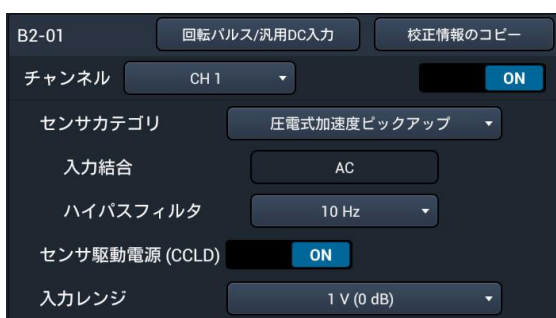 B2-01 回転パルス/汎用DC入力 校正情報のコピー
チャンネル CH 1 ON
センサカテゴリ 圧電式加速度ピックアップ
入力結合 AC
ハイパスフィルタ 10 Hz
センサ駆動電源 (CCLD) ON
入力レンジ 1 V (0 dB)